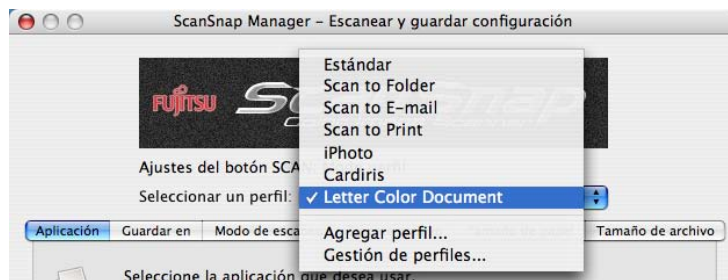 ScanSnap Manager – Escanear y guardar configuración
FUJITSU
Estándar
Scan to Folder
Scan to E-mail
Scan to Print
iPhoto
Cardiris
✓ Letter Color Document
Agregar perfil...
Gestión de perfiles...
Ajustes del botón SCAN
Seleccionar un perfil:
Aplicación Guardar en Modo de Tamaño de archivo
Seleccione la aplicación que desea usar.